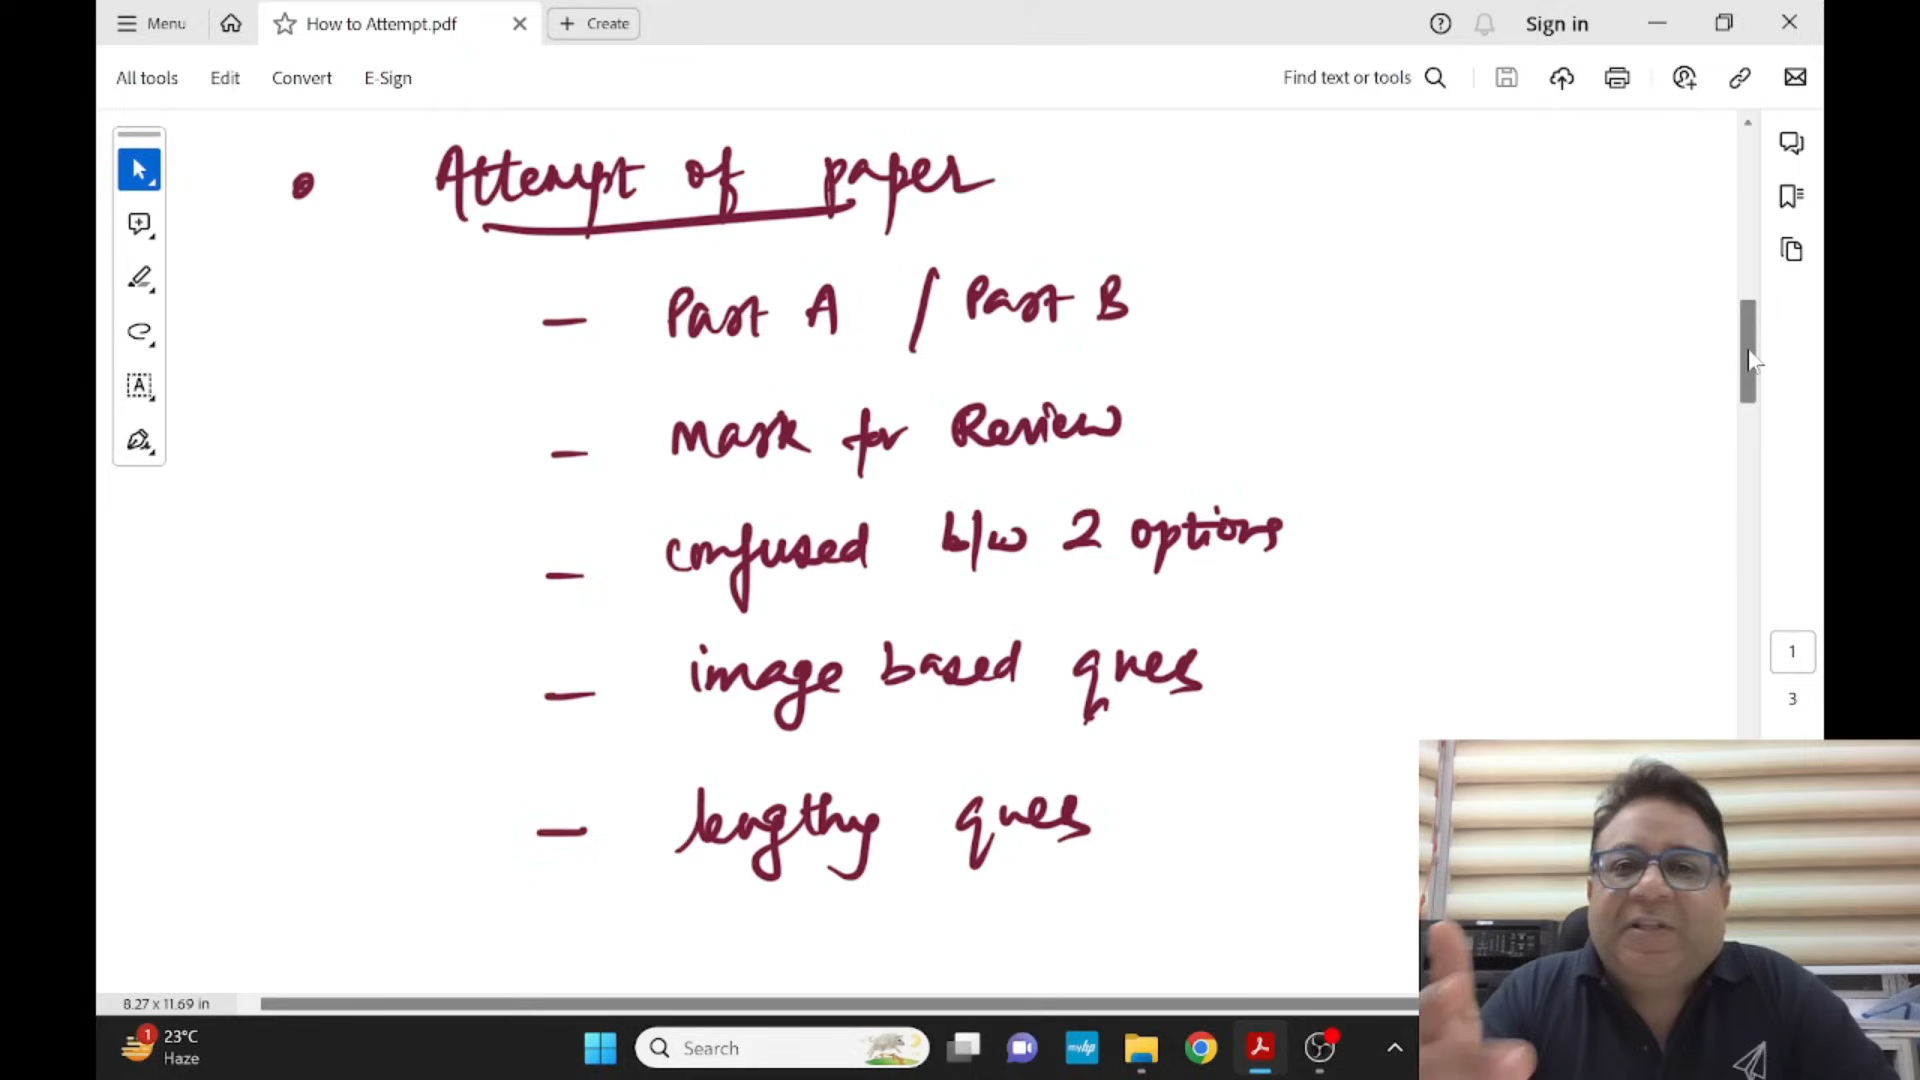 Menu
How to Attempt.pdf
Create
Sign in
All tools
Edit
Convert
E-Sign
Find text or tools
• Attempt of paper
– Part A / Part B
– Mark for Review
– confused b/w 2 options
– image based ques
– lengthy ques
1
3
8.27 x 11.69 in
1
23°C
Haze
Search
myhp